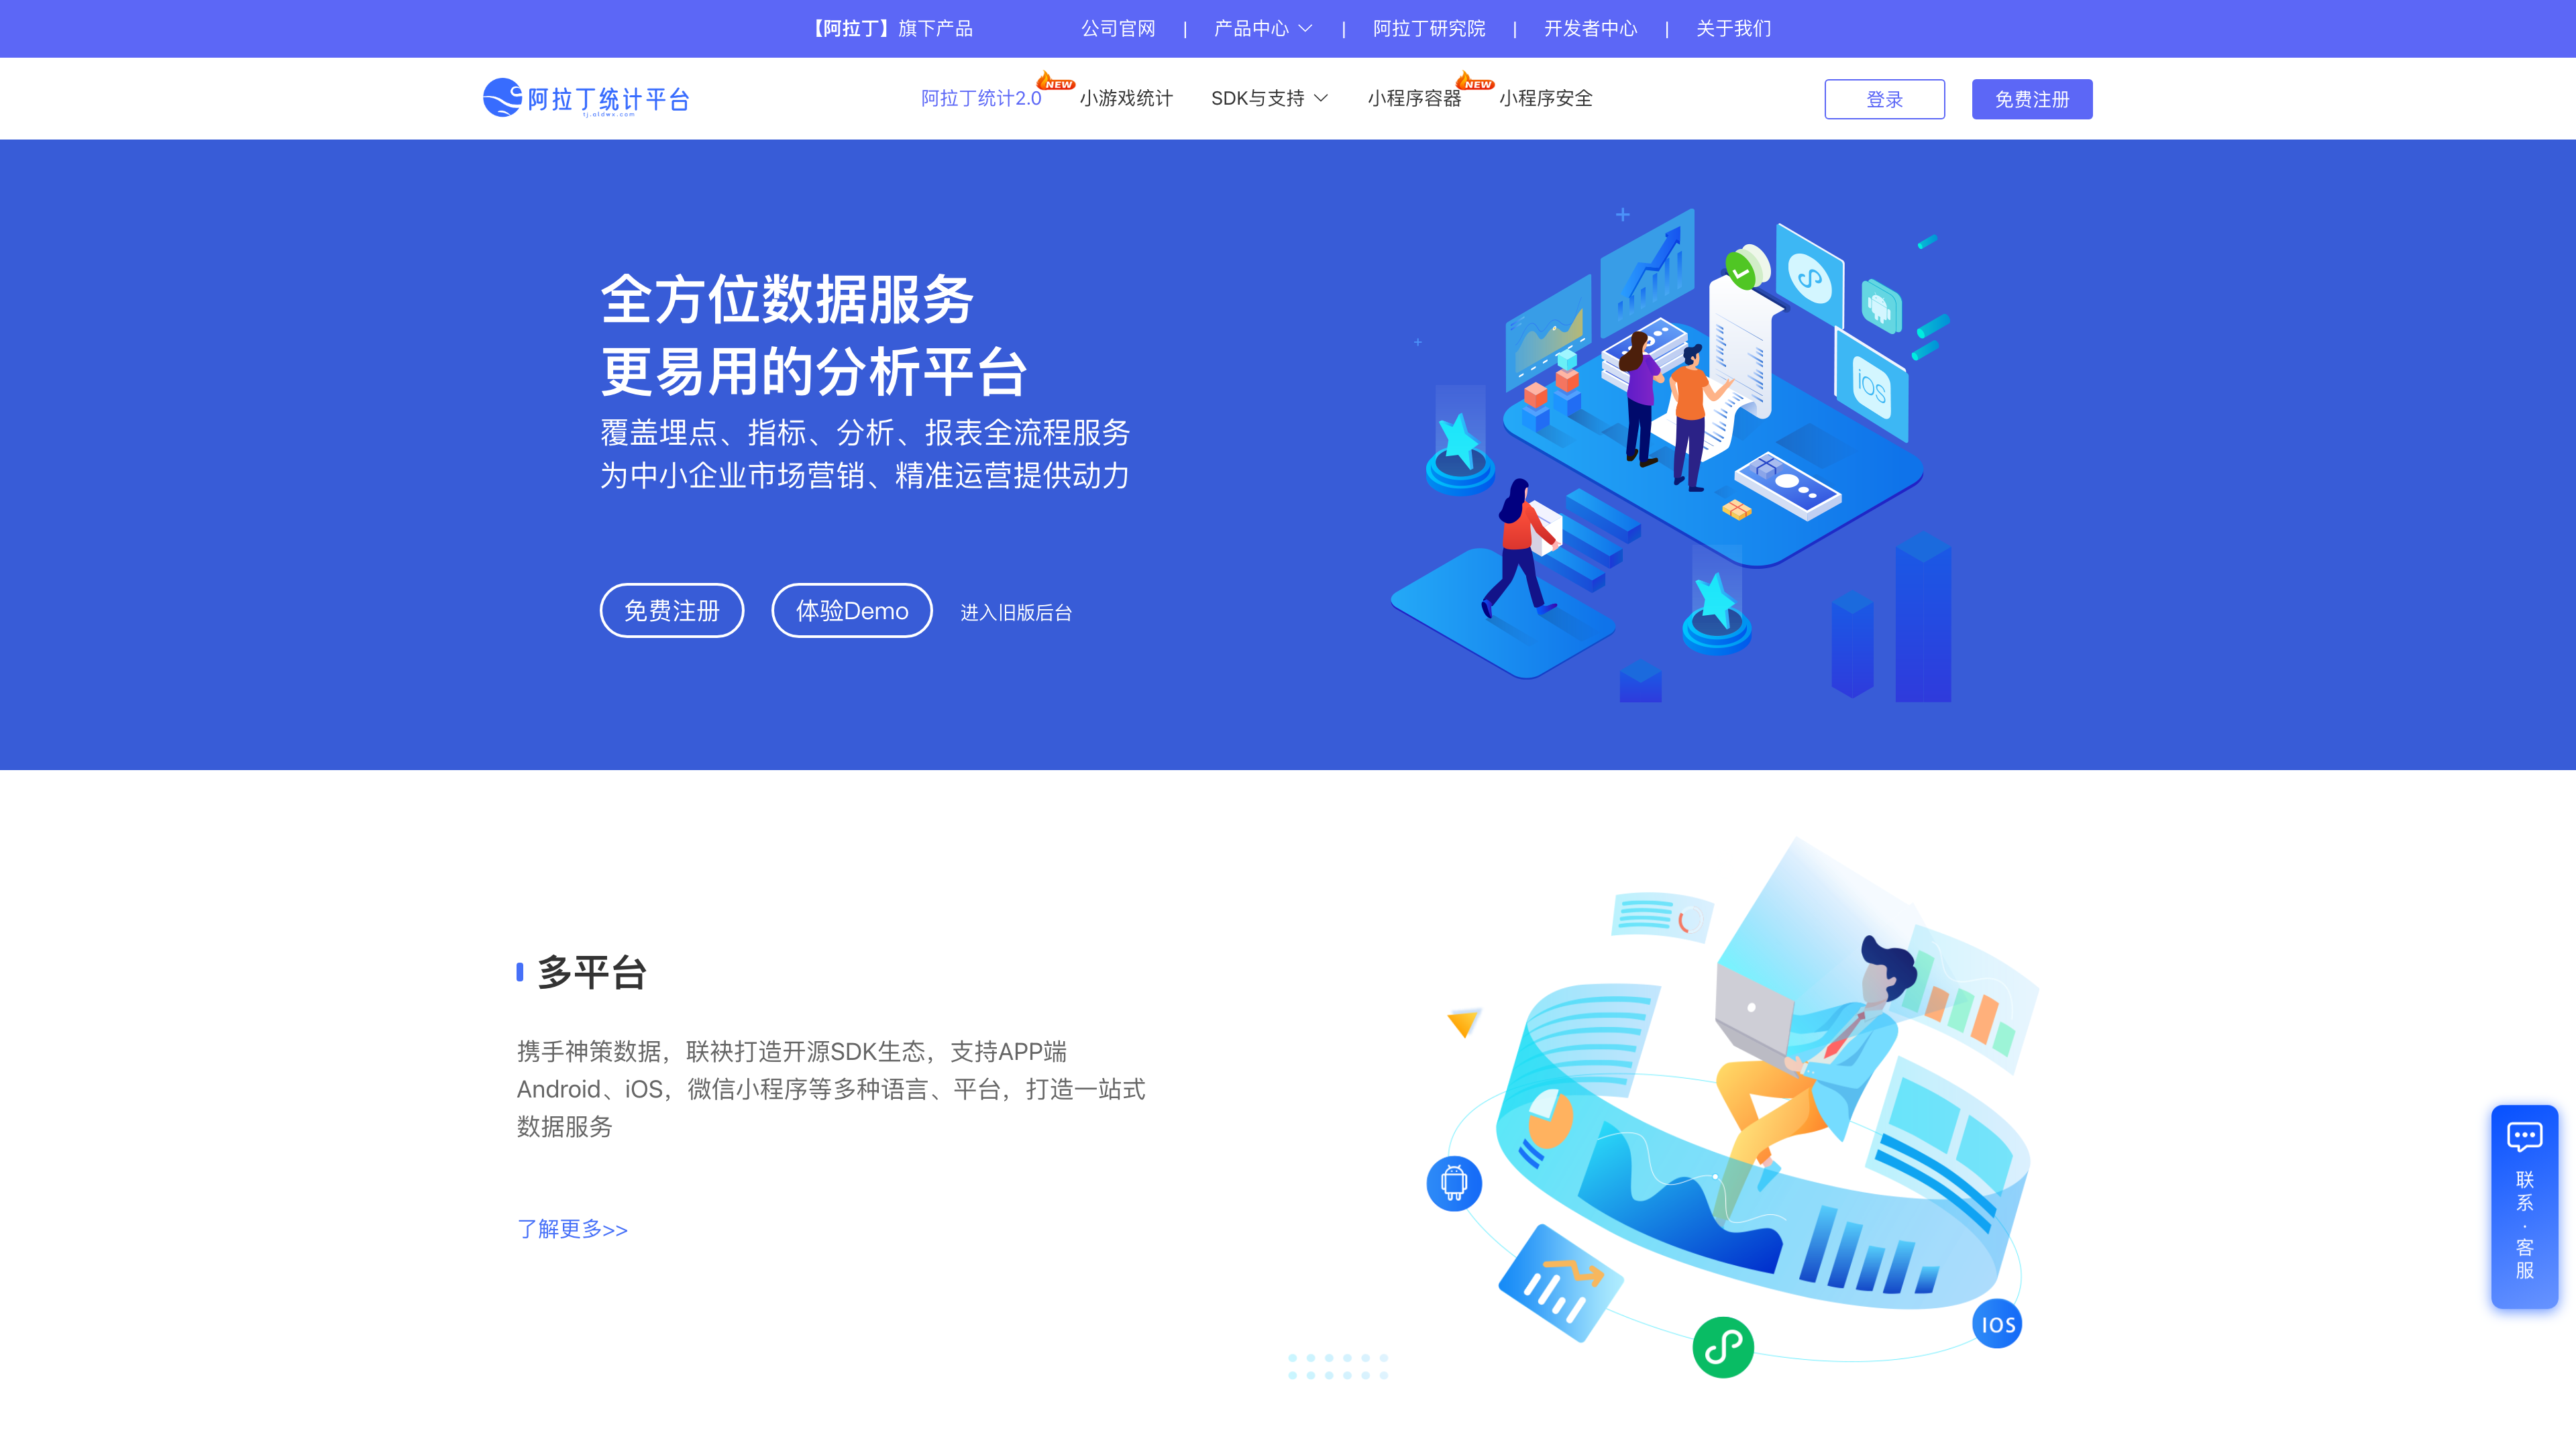 【阿拉丁】旗下产品
公司官网 | 产品中心 | 阿拉丁研究院 | 开发者中心 | 关于我们
阿拉丁统计平台
tj.aldwx.com
阿拉丁统计2.0
NEW
小游戏统计
SDK与支持
小程序容器
NEW
小程序安全
登录
免费注册
全方位数据服务
更易用的分析平台
覆盖埋点、指标、分析、报表全流程服务
为中小企业市场营销、精准运营提供动力
免费注册
体验Demo
进入旧版后台
iOS
多平台
携手神策数据，联袂打造开源SDK生态，支持APP端
Android、iOS，微信小程序等多种语言、平台，打造一站式
数据服务
了解更多>>
IOS
联
系
·
客
服